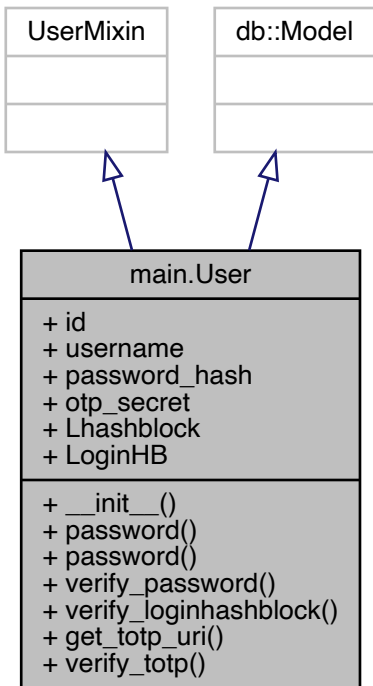 UserMixin
db::Model
main.User
+ id
+ username
+ password_hash
+ otp_secret
+ Lhashblock
+ LoginHB
+ __init__()
+ password()
+ password()
+ verify_password()
+ verify_loginhashblock()
+ get_totp_uri()
+ verify_totp()